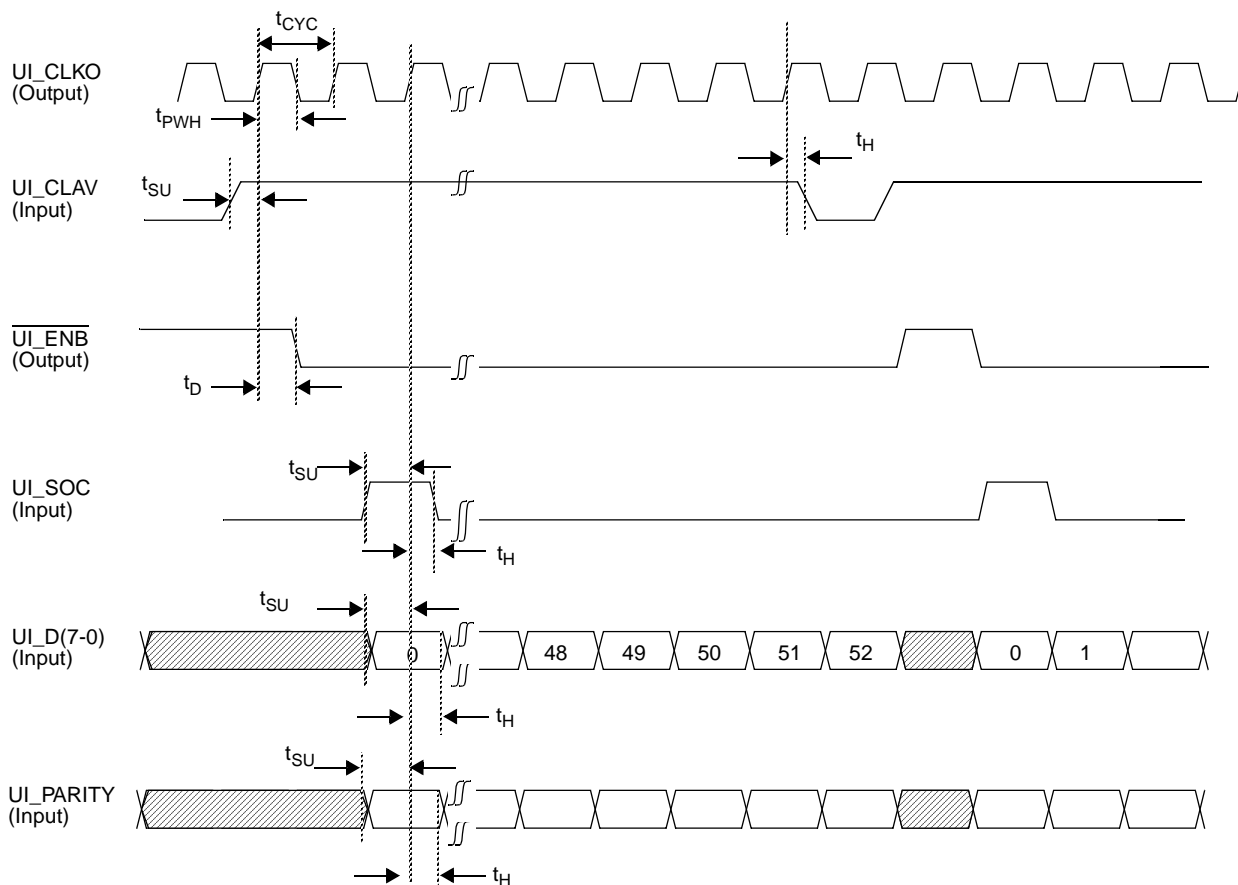 tCYC
UI_CLKO
(Output)
tPWH
tH
tSU
UI_CLAV
(Input)
UI_ENB
(Output)
tD
tSU
UI_SOC
(Input)
tH
tSU
UI_D(7-0)
(Input)
0 48 49 50 51 52 0 1
tH
tSU
UI_PARITY
(Input)
tH